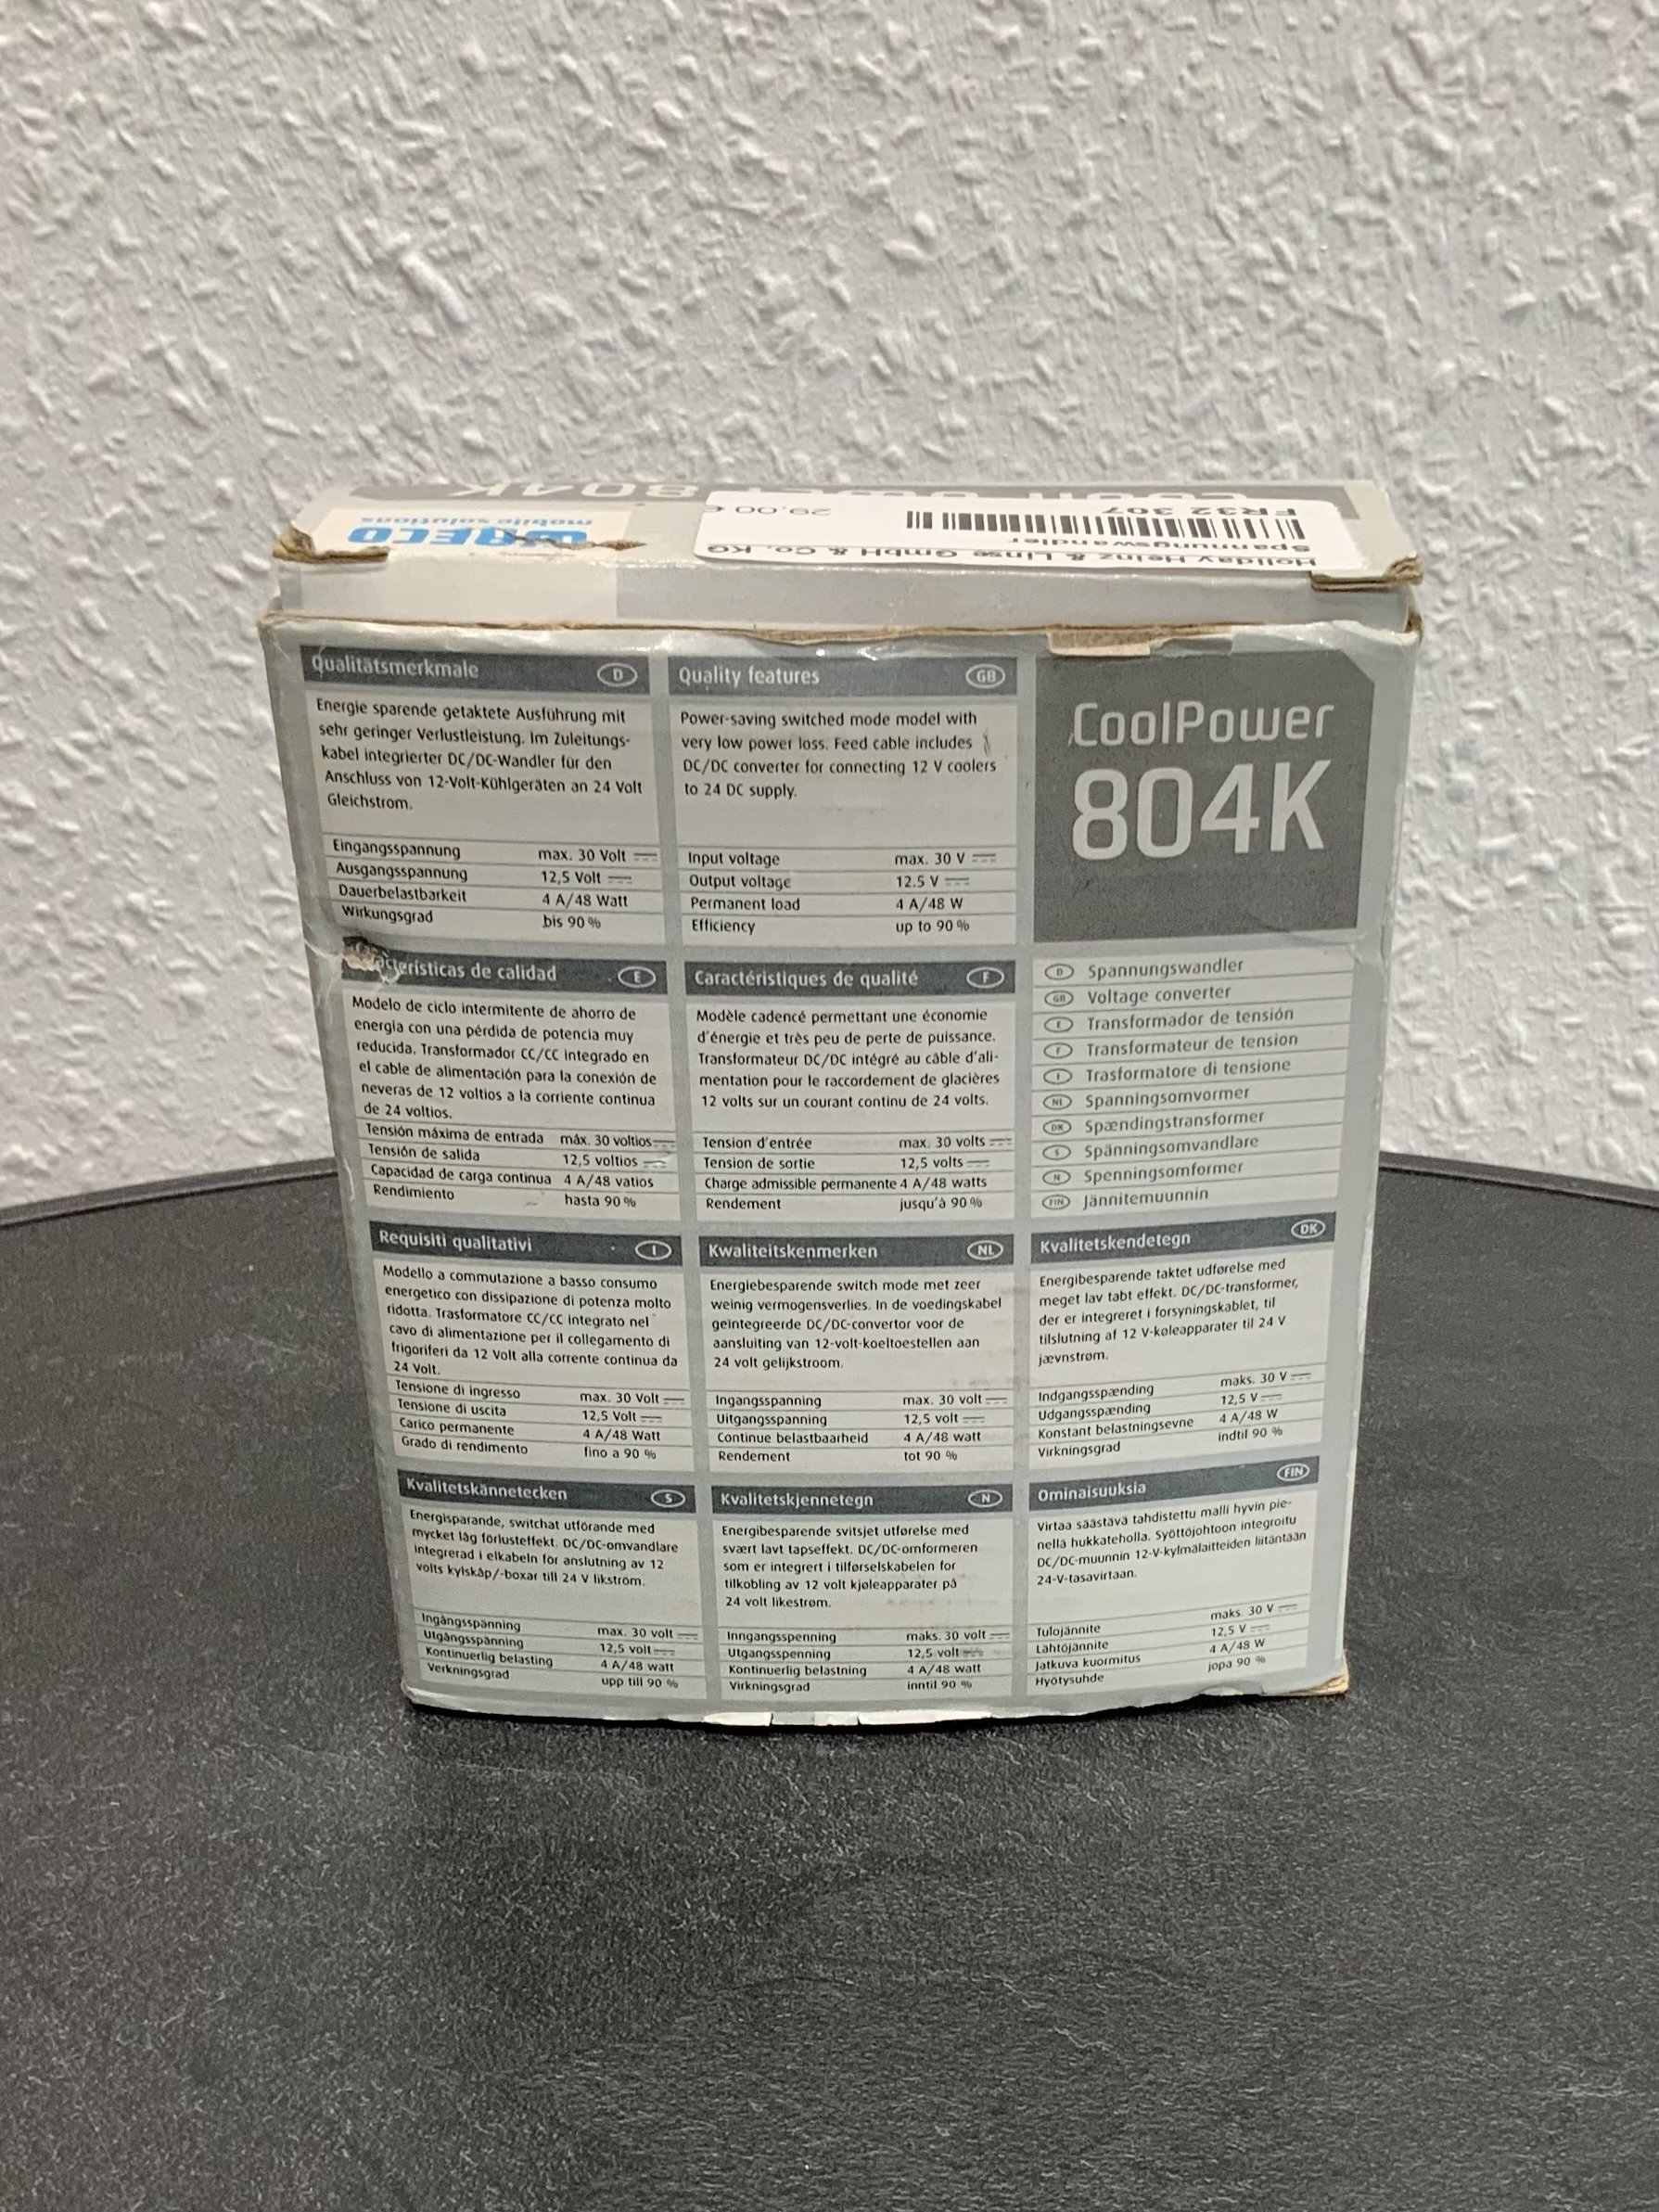 CoolPower 804K
WAECO
mobile solutions
Holiday Heinz & Linse GmbH & Co. KG
Spannungswandler
FR32 307
29,00 €
Qualitätsmerkmale D
Energie sparende getaktete Ausführung mit
sehr geringer Verlustleistung. Im Zuleitungs-
kabel integrierter DC/DC-Wandler für den
Anschluss von 12-Volt-Kühlgeräten an 24 Volt
Gleichstrom.
Eingangsspannung max. 30 Volt
Ausgangsspannung 12,5 Volt
Dauerbelastbarkeit 4 A/48 Watt
Wirkungsgrad bis 90 %
Quality features GB
Power-saving switched mode model with
very low power loss. Feed cable includes
DC/DC converter for connecting 12 V coolers
to 24 DC supply.
Input voltage max. 30 V
Output voltage 12.5 V
Permanent load 4 A/48 W
Efficiency up to 90 %
CoolPower
804K
de calidad E
Modelo de ciclo intermitente de ahorro de
energía con una pérdida de potencia muy
reducida. Transformador CC/CC integrado en
el cable de alimentación para la conexión de
neveras de 12 voltios a la corriente continua
de 24 voltios.
Tensión máxima de entrada máx. 30 voltios
Tensión de salida 12,5 voltios
Capacidad de carga continua 4 A/48 vatios
Rendimiento hasta 90 %
Caractéristiques de qualité F
Modèle cadencé permettant une économie
d'énergie et très peu de perte de puissance.
Transformateur DC/DC intégré au câble d'ali-
mentation pour le raccordement de glacières
12 volts sur un courant continu de 24 volts.
Tension d'entrée max. 30 volts
Tension de sortie 12,5 volts
Charge admissible permanente 4 A/48 watts
Rendement jusqu'à 90 %
D Spannungswandler
GB Voltage converter
E Transformador de tensión
F Transformateur de tension
I Trasformatore di tensione
NL Spanningsomvormer
DK Spændingstransformer
S Spänningsomvandlare
N Spenningsomformer
FIN Jännitemuunnin
Requisiti qualitativi I
Modello a commutazione a basso consumo
energetico con dissipazione di potenza molto
ridotta. Trasformatore CC/CC integrato nel
cavo di alimentazione per il collegamento di
frigoriferi da 12 Volt alla corrente continua da
24 Volt.
Tensione di ingresso max. 30 Volt
Tensione di uscita 12,5 Volt
Carico permanente 4 A/48 Watt
Grado di rendimento fino a 90 %
Kwaliteitskenmerken NL
Energiebesparende switch mode met zeer
weinig vermogensverlies. In de voedingskabel
geïntegreerde DC/DC-convertor voor de
aansluiting van 12-volt-koeltoestellen aan
24 volt gelijkstroom.
Ingangsspanning max. 30 volt
Uitgangsspanning 12,5 volt
Continue belastbaarheid 4 A/48 watt
Rendement tot 90 %
Kvalitetskendetegn DK
Energibesparende taktet udførelse med
meget lav tabt effekt. DC/DC-transformer,
der er integreret i forsyningskablet, til
tilslutning af 12 V-køleapparater til 24 V
jævnstrøm.
Indgangsspænding maks. 30 V
Udgangsspænding 12,5 V
Konstant belastningsevne 4 A/48 W
Virkningsgrad indtil 90 %
Kvalitetskännetecken S
Energisparande, switchat utförande med
mycket låg förlusteffekt. DC/DC-omvandlare
integrerad i elkabeln för anslutning av 12
volts kylskåp/-boxar till 24 V likström.
Ingångsspänning max. 30 volt
Utgångsspänning 12,5 volt
Kontinuerlig belasting 4 A/48 watt
Verkningsgrad upp till 90 %
Kvalitetskjennetegn N
Energibesparende svitsjet utførelse med
svært lavt tapseffekt. DC/DC-omformeren
som er integrert i tilførselskabelen for
tilkobling av 12 volt kjøleapparater på
24 volt likestrøm.
Inngangsspenning maks. 30 volt
Utgangsspenning 12,5 volt
Kontinuerlig belastning 4 A/48 watt
Virkningsgrad inntil 90 %
Ominaisuuksia FIN
Virtaa säästävä tahdistettu malli hyvin pie-
nellä hukkateholla. Syöttöjohtoon integroitu
DC/DC-muunnin 12-V-kylmälaitteiden liitäntään
24-V-tasavirtaan.
Tulojännite maks. 30 V
Lähtöjännite 12,5 V
Jatkuva kuormitus 4 A/48 W
Hyötysuhde jopa 90 %